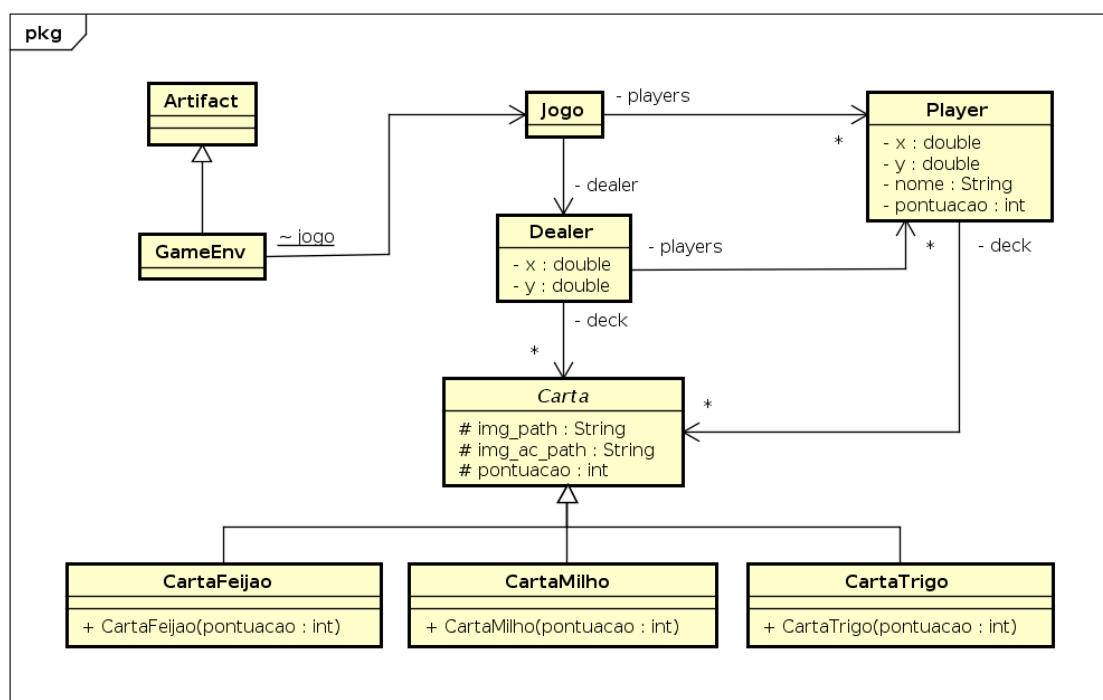 pkg
Artifact
GameEnv
~ jogo
Jogo
- players
*
Player
- x : double
- y : double
- nome : String
- pontuacao : int
- dealer
Dealer
- x : double
- y : double
- players
*
- deck
*
- deck
*
Carta
# img_path : String
# img_ac_path : String
# pontuacao : int
CartaFeijao
+ CartaFeijao(pontuacao : int)
CartaMilho
+ CartaMilho(pontuacao : int)
CartaTrigo
+ CartaTrigo(pontuacao : int)